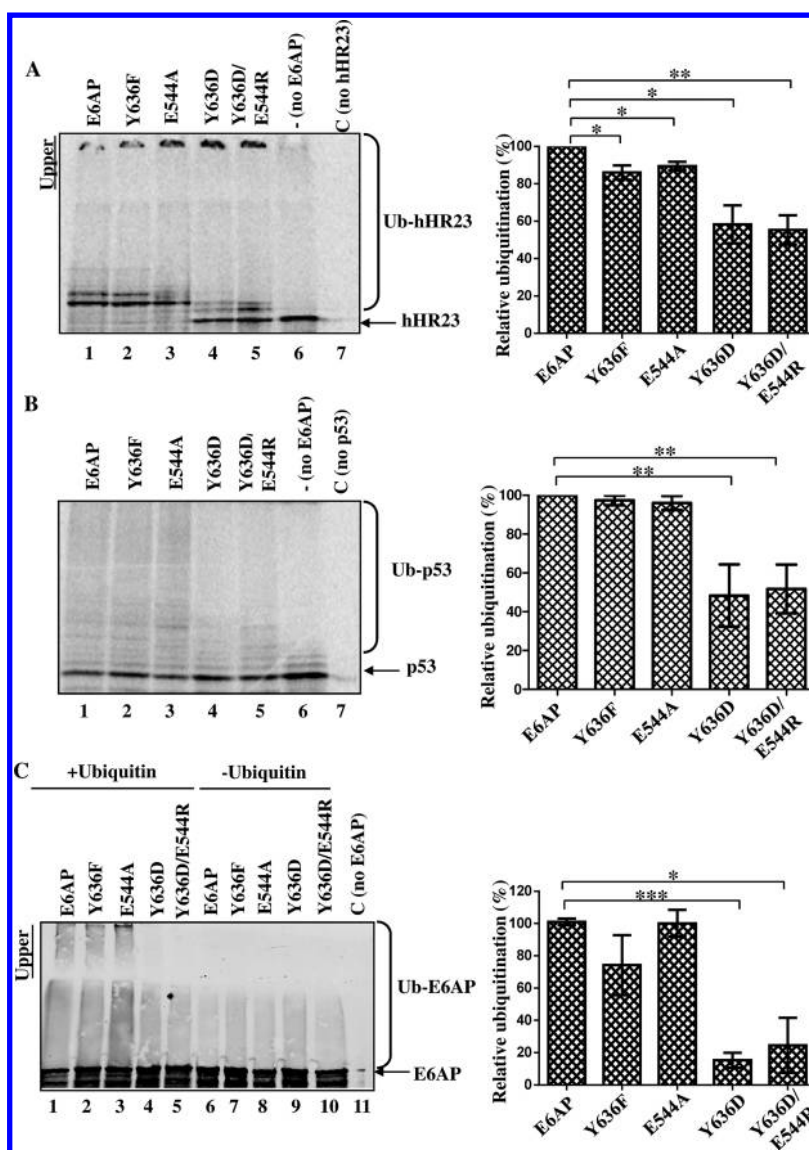 A
E6AP
Y636F
E544A
Y636D
Y636D/
E544R
- (no E6AP)
C (no hHR23)
Upper
Ub-hHR23
hHR23
1 2 3 4 5 6 7
Relative ubiquitination (%)
100
80
60
40
20
0
**
*
*
*
E6AP
Y636F
E544A
Y636D
Y636D/
E544R
B
E6AP
Y636F
E544A
Y636D
Y636D/
E544R
- (no E6AP)
C (no p53)
Ub-p53
p53
1 2 3 4 5 6 7
Relative ubiquitination (%)
100
80
60
40
20
0
**
**
E6AP
Y636F
E544A
Y636D
Y636D/
E544R
C
+Ubiquitin -Ubiquitin
E6AP
Y636F
E544A
Y636D
Y636D/E544R
E6AP
Y636F
E544A
Y636D
Y636D/E544R
C (no E6AP)
Upper
Ub-E6AP
E6AP
1 2 3 4 5 6 7 8 9 10 11
Relative ubiquitination (%)
120
100
80
60
40
20
0
*
***
E6AP
Y636F
E544A
Y636D
Y636D/
E544R